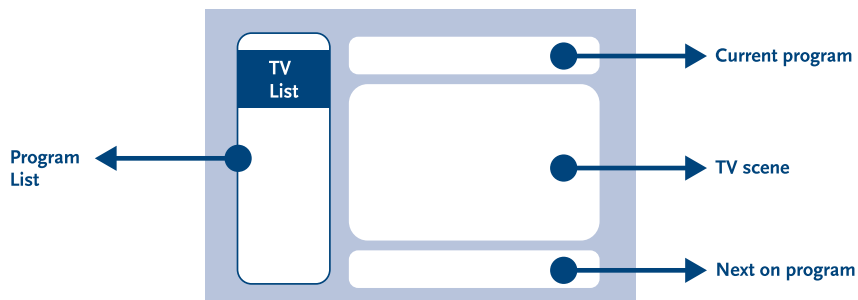 TV
List
Current program
Program
List
TV scene
Next on program